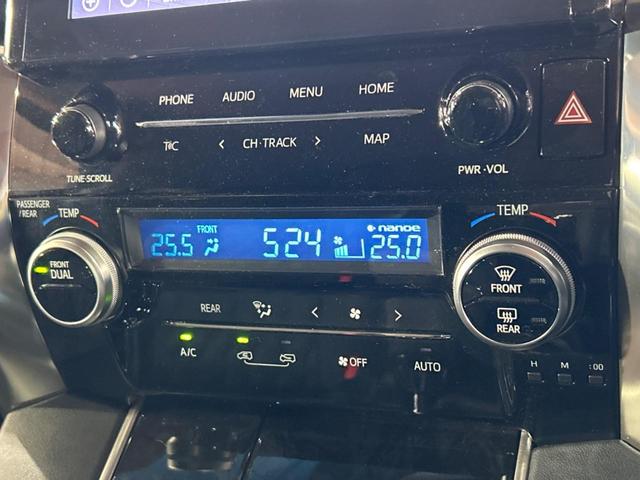 PHONE AUDIO MENU HOME
T/C < CH·TRACK > MAP
TUNE·SCROLL
PWR·VOL
PASSENGER
/REAR
TEMP
FRONT
25.5
524
nanoe
25.0
TEMP
FRONT
DUAL
FRONT
REAR
REAR < >
A/C
OFF
AUTO
H M :00